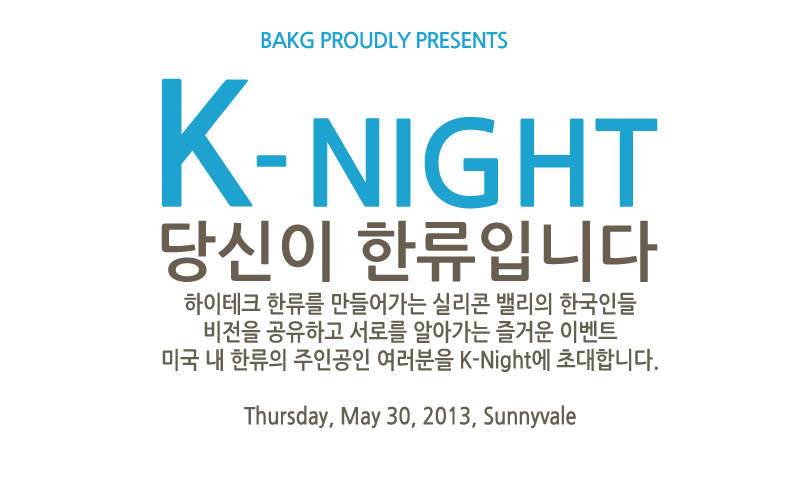 BAKG PROUDLY PRESENTS
K-NIGHT
당신이 한류입니다
하이테크 한류를 만들어가는 실리콘 밸리의 한국인들
비전을 공유하고 서로를 알아가는 즐거운 이벤트
미국 내 한류의 주인공인 여러분을 K-Night에 초대합니다.
Thursday, May 30, 2013, Sunnyvale